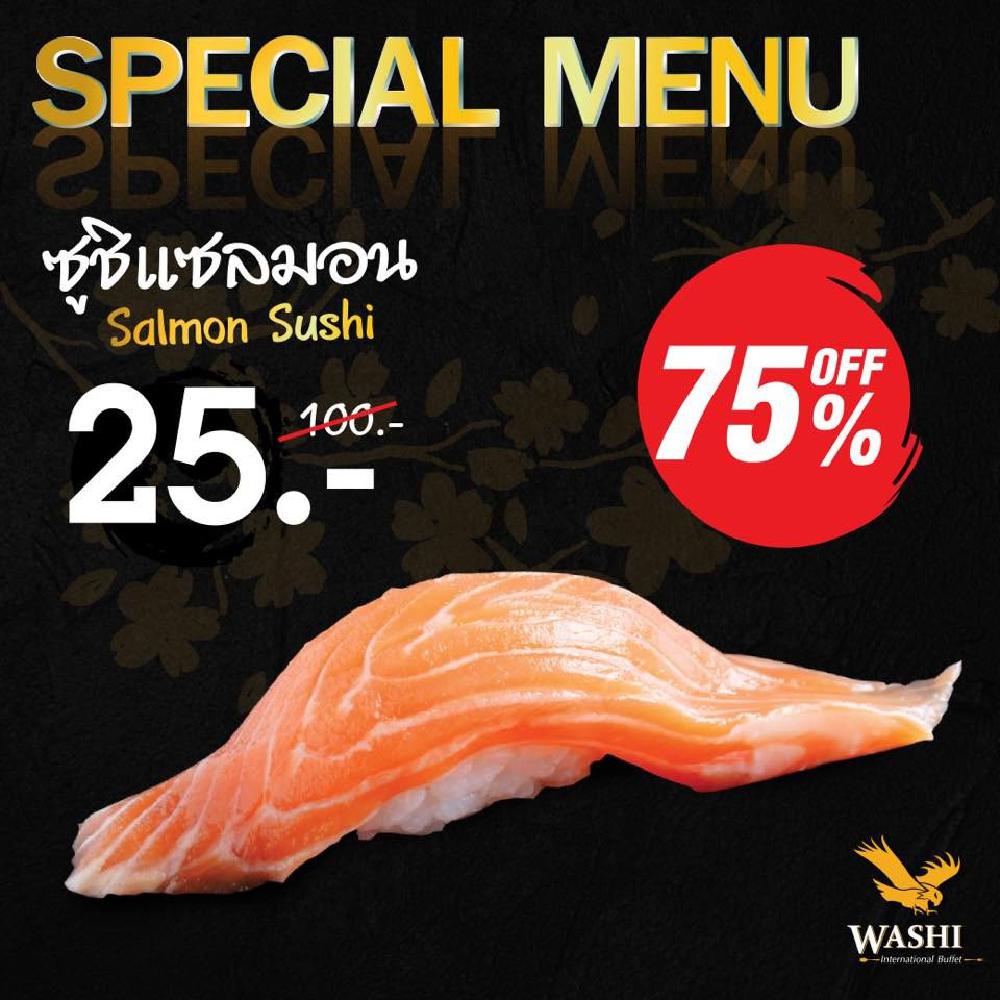 SPECIAL MENU
ซูชิแซลมอน
Salmon Sushi
25.-
100.-
75% OFF
WASHI
International Buffet